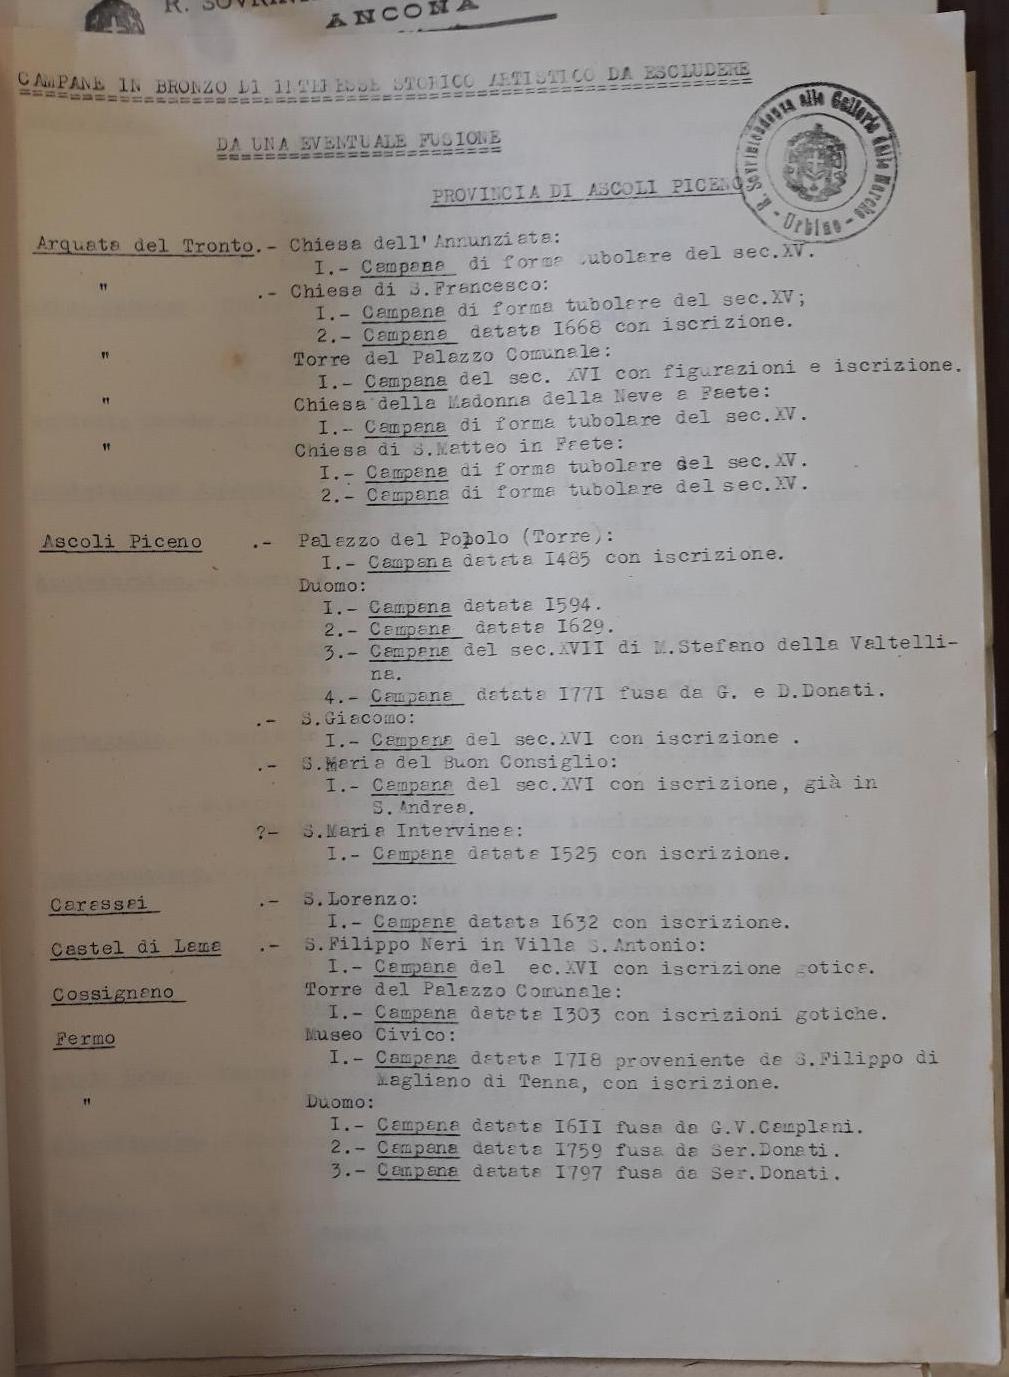 R. SOVRIN
ANCONA
CAMPANE IN BRONZO DI INTERESSE STORICO ARTISTICO DA ESCLUDERE
DA UNA EVENTUALE FUSIONE
R. Sovrintendenza alle Gallerie delle Marche - Urbino -
PROVINCIA DI ASCOLI PICENO
Arquata del Tronto.- Chiesa dell'Annunziata:
I.- Campana di forma tubolare del sec.XV.
" .- Chiesa di S.Francesco:
I.- Campana di forma tubolare del sec.XV;
2.- Campana datata I668 con iscrizione.
" Torre del Palazzo Comunale:
I.- Campana del sec. XVI con figurazioni e iscrizione.
" Chiesa della Madonna della Neve a Faete:
I.- Campana di forma tubolare del sec.XV.
" Chiesa di S.Matteo in Faete:
I.- Campana di forma tubolare del sec.XV.
2.- Campana di forma tubolare del sec.XV.
Ascoli Piceno .- Palazzo del Popolo (Torre):
I.- Campana datata I485 con iscrizione.
Duomo:
I.- Campana datata I594.
2.- Campana datata I629.
3.- Campana del sec.XVII di M.Stefano della Valtelli-
na.
4.- Campana datata I77I fusa da G. e D.Donati.
.- S.Giacomo:
I.- Campana del sec.XVI con iscrizione .
.- S.Maria del Buon Consiglio:
I.- Campana del sec.XVI con iscrizione, già in
S.Andrea.
?- S.Maria Intervinea:
I.- Campana datata I525 con iscrizione.
Carassai .- S.Lorenzo:
I.- Campana datata I632 con iscrizione.
Castel di Lama .- S.Filippo Neri in Villa S.Antonio:
I.- Campana del ec.XVI con iscrizione gotica.
Cossignano Torre del Palazzo Comunale:
I.- Campana datata I303 con iscrizioni gotiche.
Fermo Museo Civico:
I.- Campana datata I7I8 proveniente da S.Filippo di
Magliano di Tenna, con iscrizione.
" Duomo:
I.- Campana datata I6II fusa da G.V.Camplani.
2.- Campana datata I759 fusa da Ser.Donati.
3.- Campana datata I797 fusa da Ser.Donati.